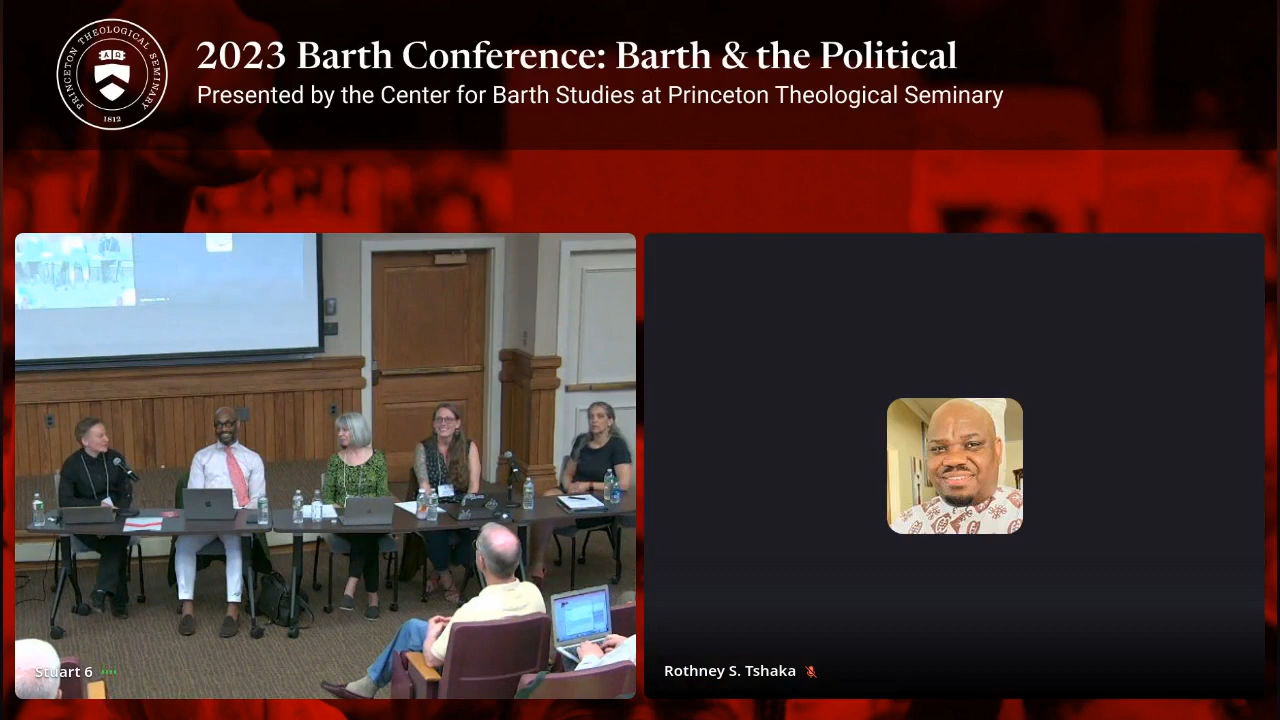 PRINCETON THEOLOGICAL SEMINARY
1812
2023 Barth Conference: Barth & the Political
Presented by the Center for Barth Studies at Princeton Theological Seminary
Stuart 6
Rothney S. Tshaka